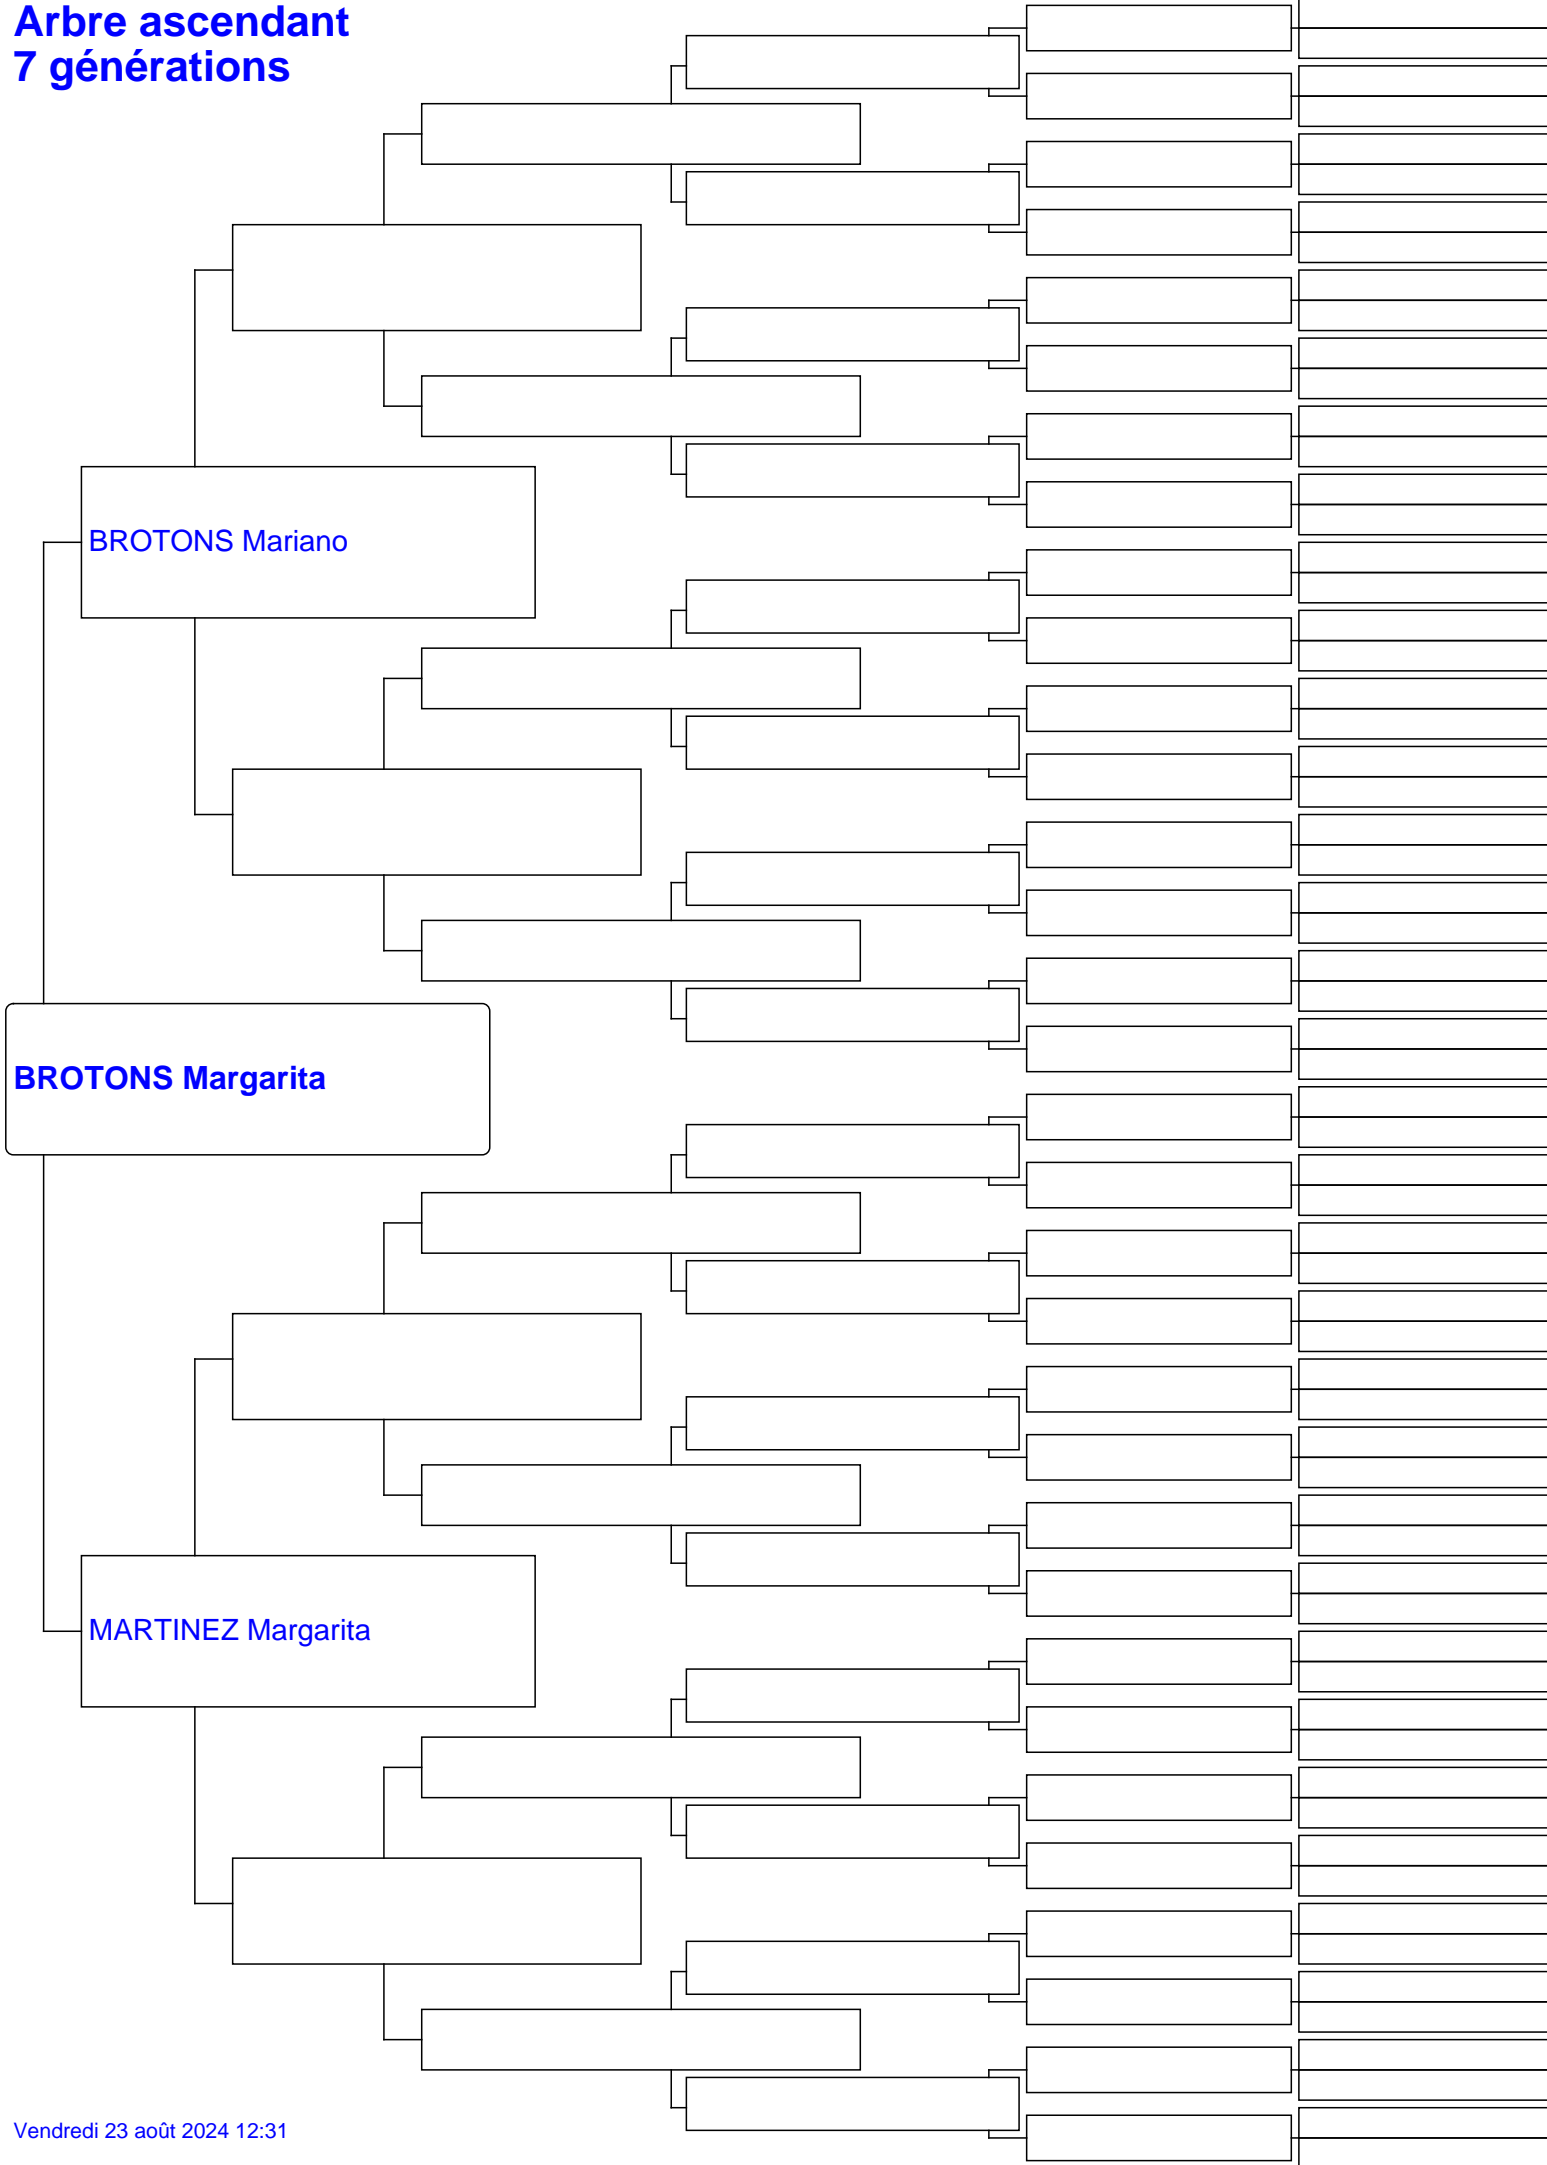 Arbre ascendant
7 générations
BROTONS Mariano
BROTONS Margarita
MARTINEZ Margarita
Vendredi 23 août 2024 12:31